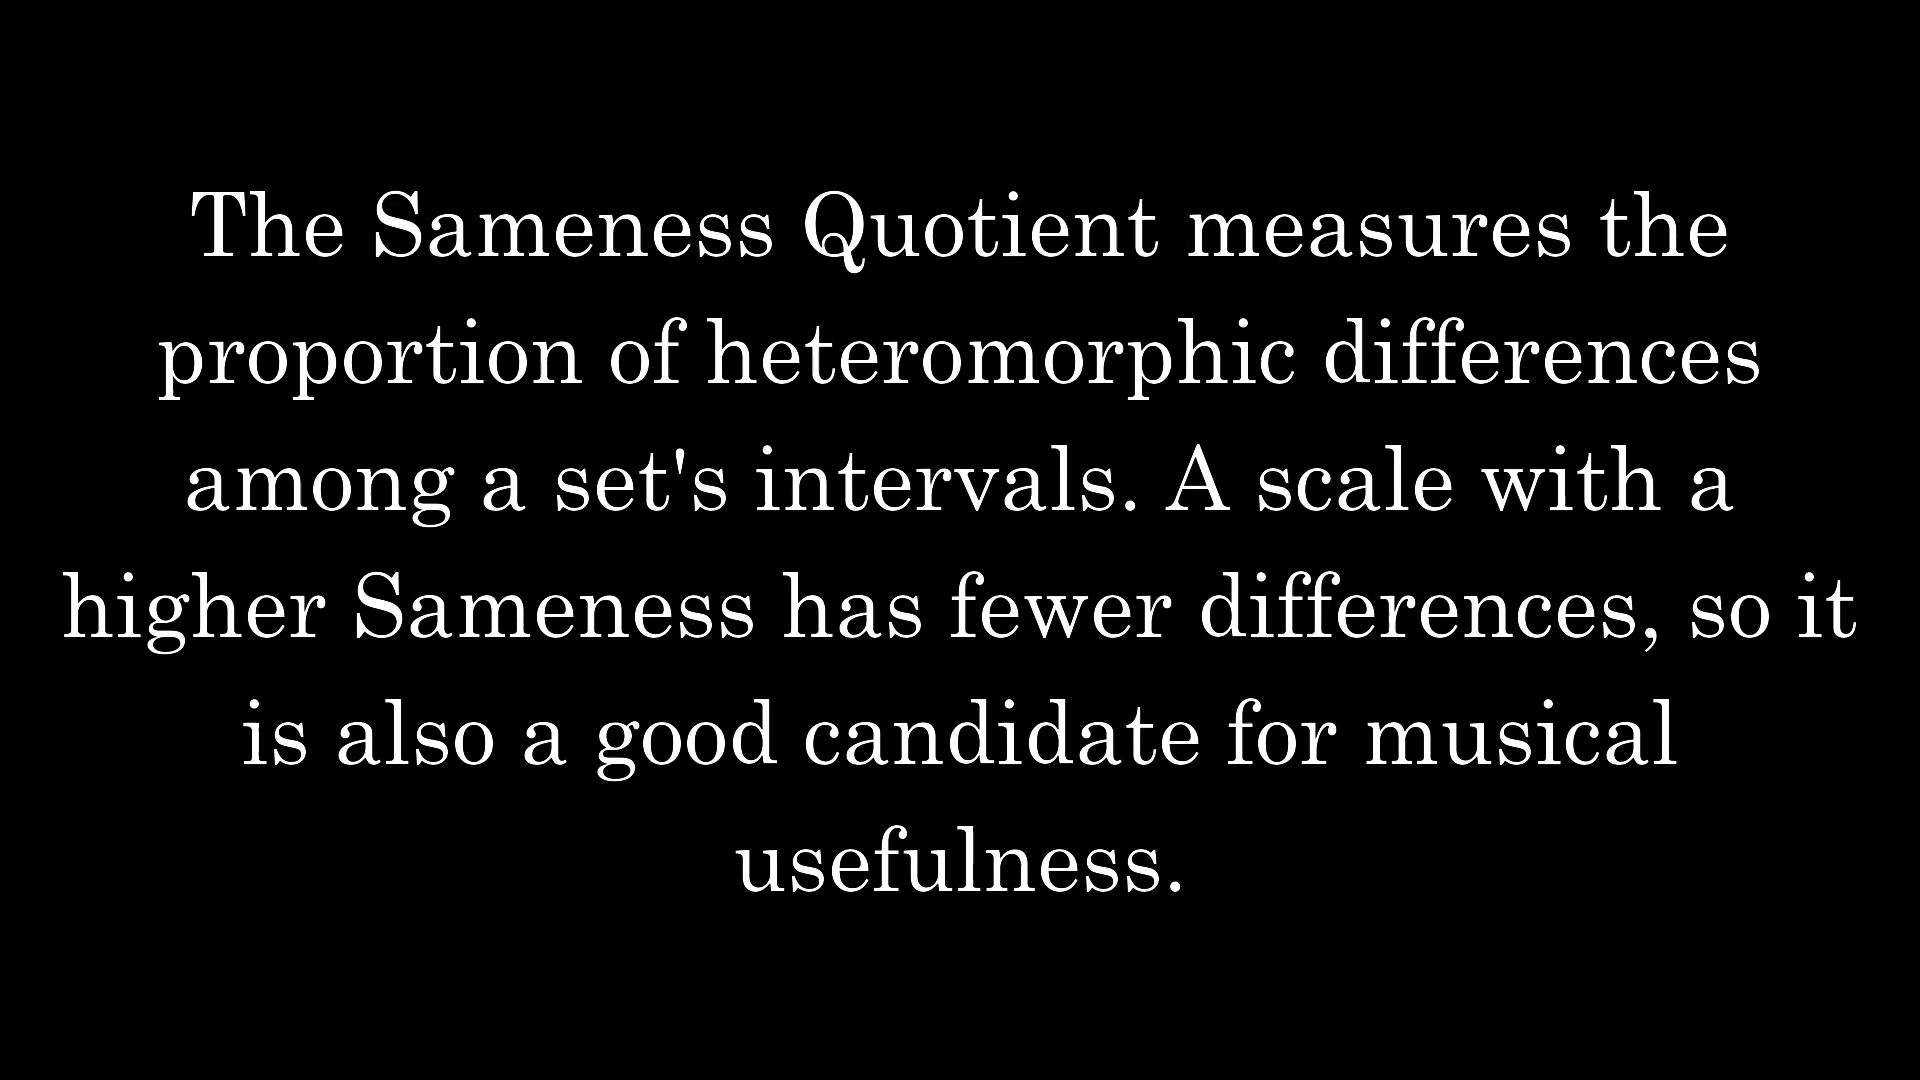 The Sameness Quotient measures the
proportion of heteromorphic differences
among a set's intervals. A scale with a
higher Sameness has fewer differences, so it
is also a good candidate for musical
usefulness.